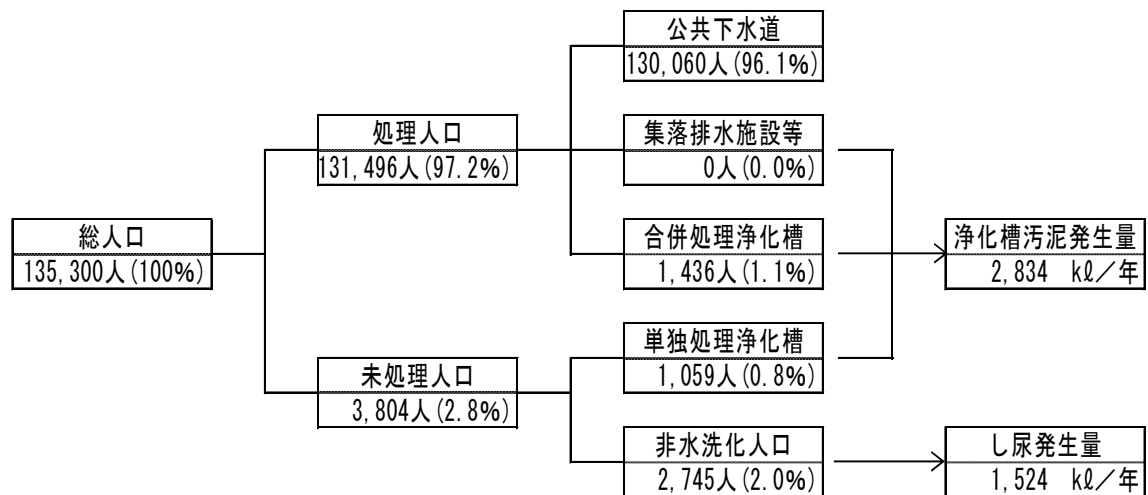 公共下水道
130,060人(96.1%)
処理人口
131,496人(97.2%)
集落排水施設等
0人(0.0%)
総人口
135,300人(100%)
合併処理浄化槽
1,436人(1.1%)
浄化槽汚泥発生量
2,834 kℓ/年
未処理人口
3,804人(2.8%)
単独処理浄化槽
1,059人(0.8%)
非水洗化人口
2,745人(2.0%)
し尿発生量
1,524 kℓ/年